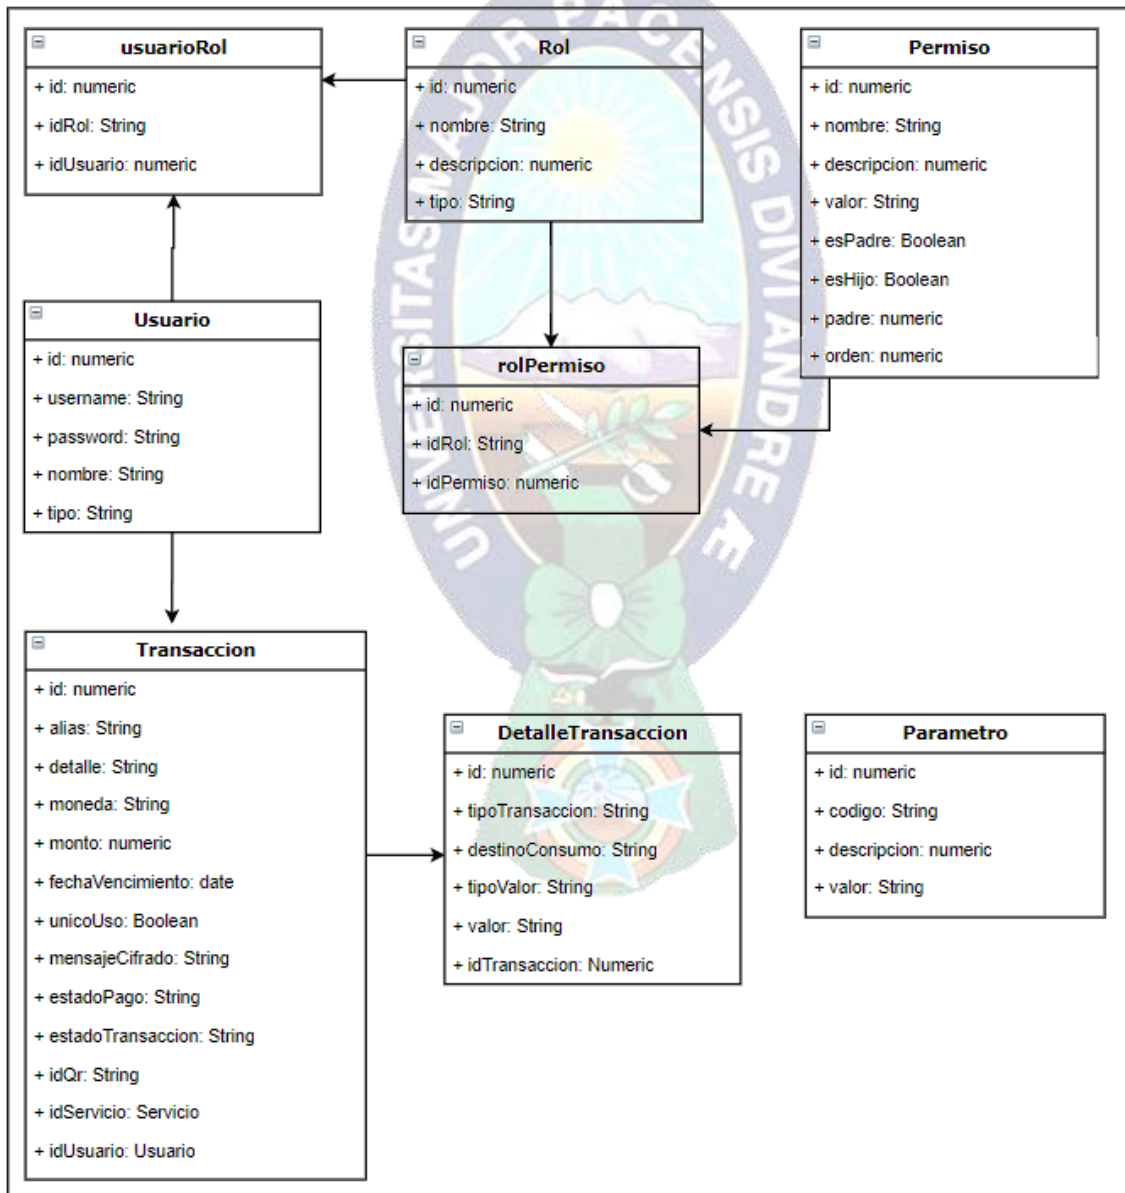 usuarioRol
+ id: numeric
+ idRol: String
+ idUsuario: numeric
Rol
+ id: numeric
+ nombre: String
+ descripcion: numeric
+ tipo: String
Permiso
+ id: numeric
+ nombre: String
+ descripcion: numeric
+ valor: String
+ esPadre: Boolean
+ esHijo: Boolean
+ padre: numeric
+ orden: numeric
Usuario
+ id: numeric
+ username: String
+ password: String
+ nombre: String
+ tipo: String
rolPermiso
+ id: numeric
+ idRol: String
+ idPermiso: numeric
Transaccion
+ id: numeric
+ alias: String
+ detalle: String
+ moneda: String
+ monto: numeric
+ fechaVencimiento: date
+ unicoUso: Boolean
+ mensajeCifrado: String
+ estadoPago: String
+ estadoTransaccion: String
+ idQr: String
+ idServicio: Servicio
+ idUsuario: Usuario
DetalleTransaccion
+ id: numeric
+ tipoTransaccion: String
+ destinoConsumo: String
+ tipoValor: String
+ valor: String
+ idTransaccion: Numeric
Parametro
+ id: numeric
+ codigo: String
+ descripcion: numeric
+ valor: String
UNIVERSITAS MAJOR PACENSIS DIVI ANDRE Æ